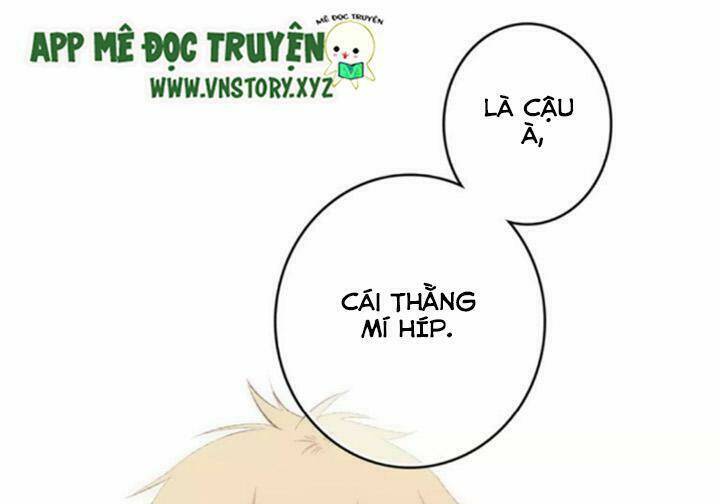 MÊ ĐỌC TRUYỆN
APP MÊ ĐỌC TRUYỆN
WWW.VNSTORY.XYZ
LÀ CẬU
À,
CÁI THẰNG
MÍ HÍP.